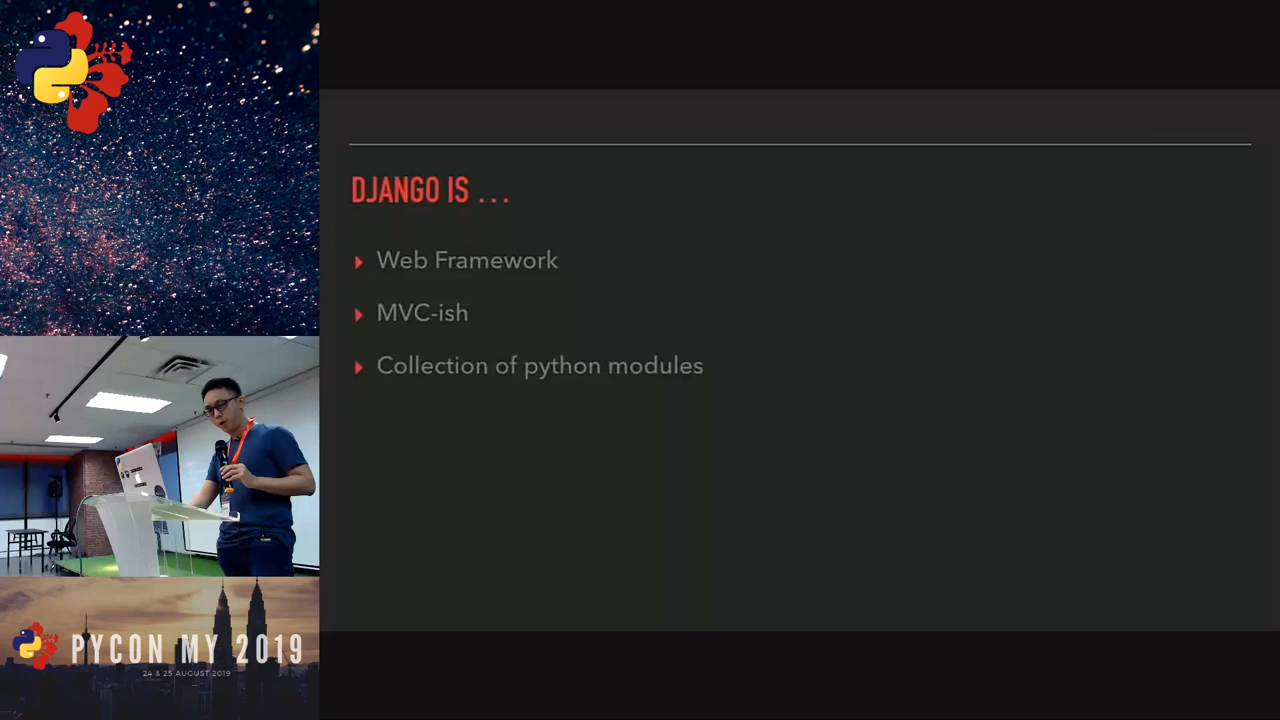 DJANGO IS ...
Web Framework
MVC-ish
Collection of python modules
PYCON MY 2019
24 & 25 AUGUST 2019